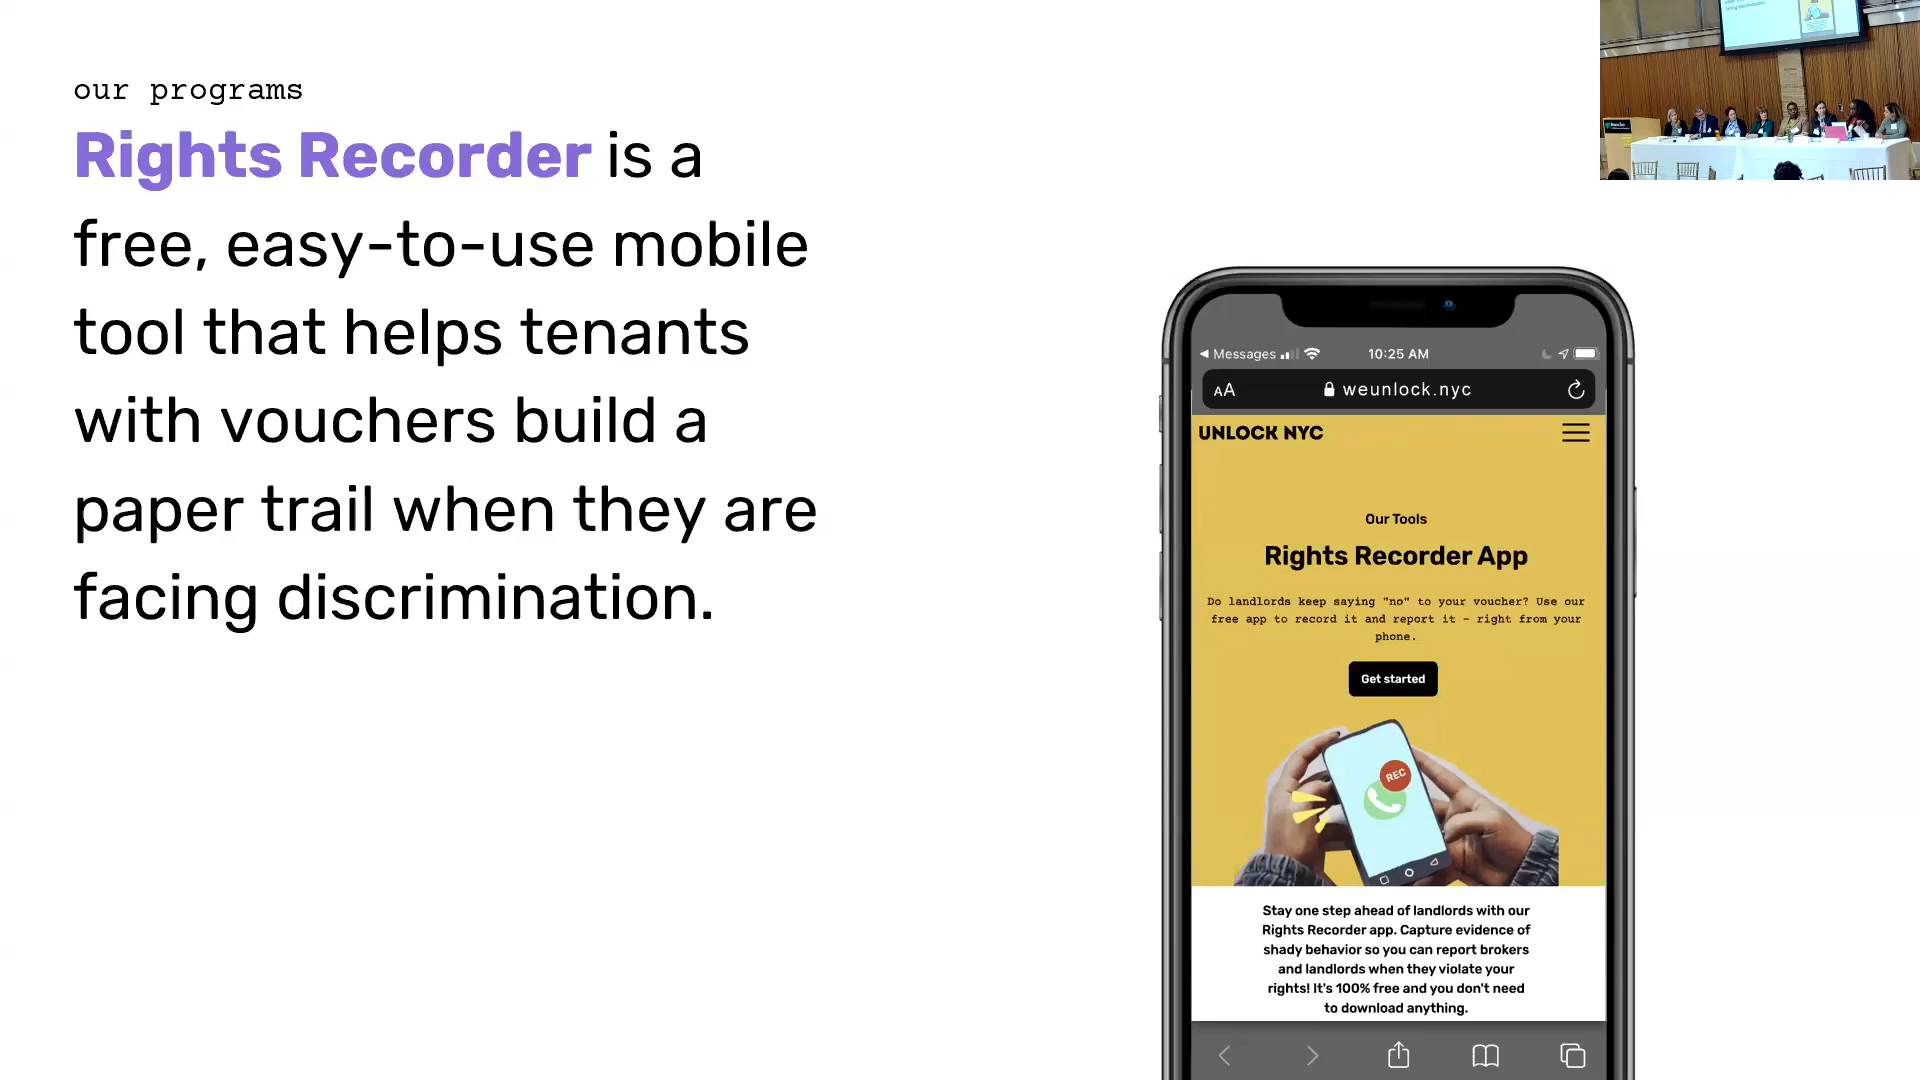 our programs
Rights Recorder is a
free, easy-to-use mobile
tool that helps tenants
with vouchers build a
paper trail when they are
facing discrimination.
Messages
10:25 AM
AA
weunlock.nyc
UNLOCK NYC
Our Tools
Rights Recorder App
Do landlords keep saying "no" to your voucher? Use our
free app to record it and report it – right from your
phone.
Get started
REC
Stay one step ahead of landlords with our
Rights Recorder app. Capture evidence of
shady behavior so you can report brokers
and landlords when they violate your
rights! It's 100% free and you don't need
to download anything.